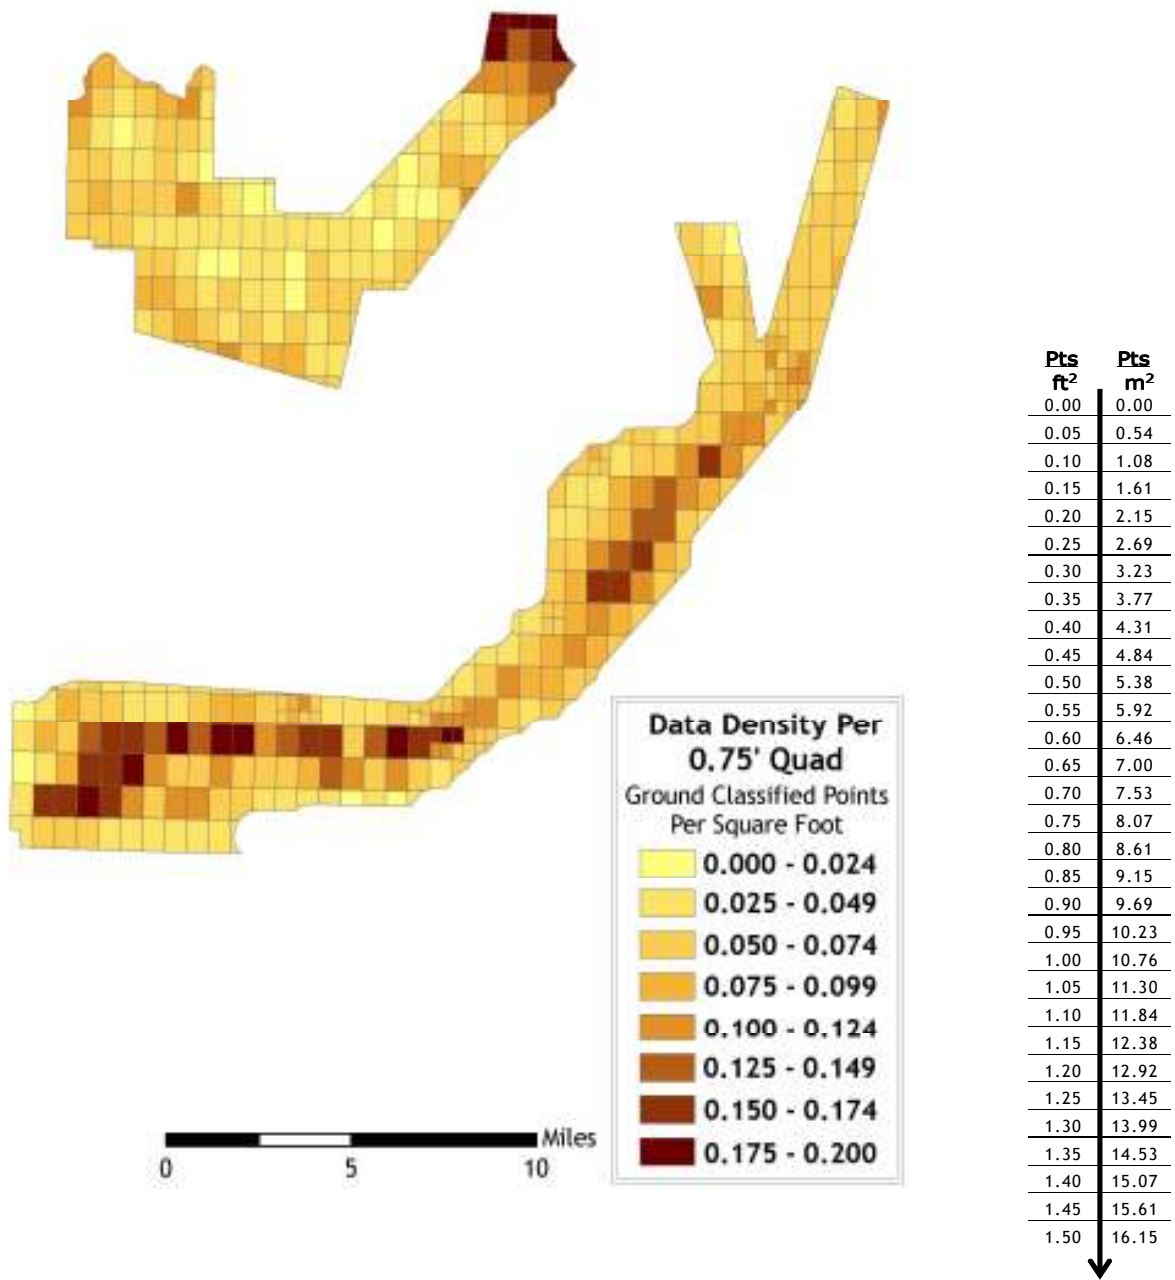 Pts Pts
ft² m²
0.00 0.00
0.05 0.54
0.10 1.08
0.15 1.61
0.20 2.15
0.25 2.69
0.30 3.23
0.35 3.77
0.40 4.31
0.45 4.84
0.50 5.38
0.55 5.92
0.60 6.46
0.65 7.00
0.70 7.53
0.75 8.07
0.80 8.61
0.85 9.15
0.90 9.69
0.95 10.23
1.00 10.76
1.05 11.30
1.10 11.84
1.15 12.38
1.20 12.92
1.25 13.45
1.30 13.99
1.35 14.53
1.40 15.07
1.45 15.61
1.50 16.15
Data Density Per
0.75' Quad
Ground Classified Points
Per Square Foot
0.000 - 0.024
0.025 - 0.049
0.050 - 0.074
0.075 - 0.099
0.100 - 0.124
0.125 - 0.149
0.150 - 0.174
0.175 - 0.200
Miles
0 5 10